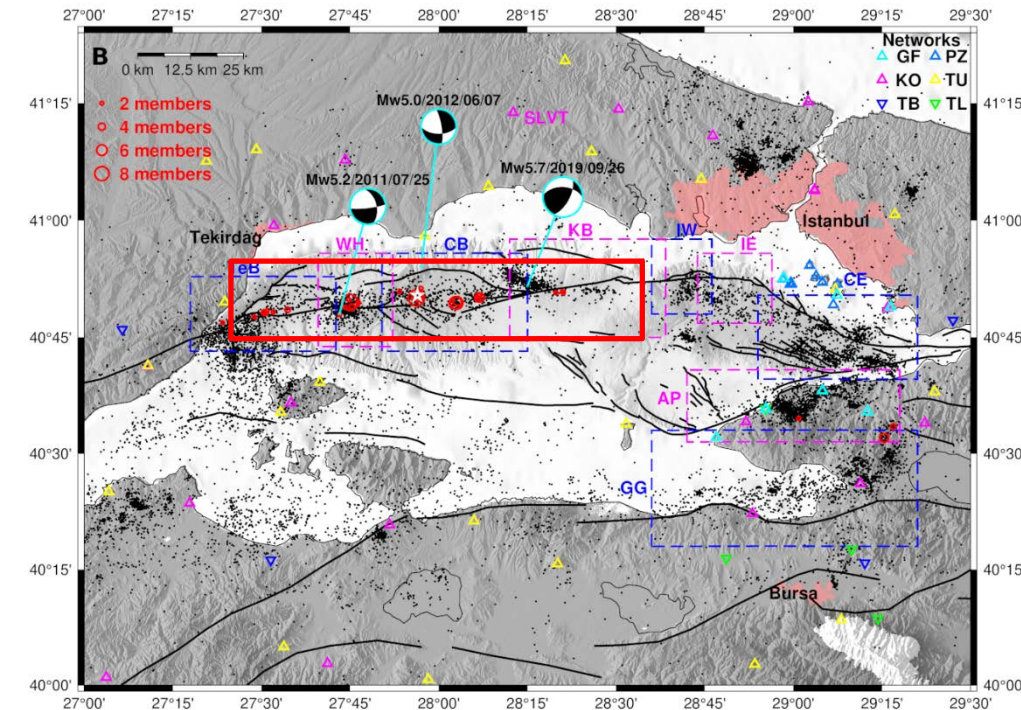 27°00' 27°15' 27°30' 27°45' 28°00' 28°15' 28°30' 28°45' 29°00' 29°15' 29°30'
B
0 km 12.5 km 25 km
2 members
4 members
6 members
8 members
Networks
GF PZ
KO TU
TB TL
41°15' 41°15'
Mw5.0/2012/06/07
SLVT
Mw5.7/2019/09/26
Mw5.2/2011/07/25
41°00' 41°00'
Tekirdag
İstanbul
WH CB KB IW IE
eB
CE
40°45' 40°45'
AP
40°30' 40°30'
GG
40°15' 40°15'
Bursa
40°00' 40°00'
27°00' 27°15' 27°30' 27°45' 28°00' 28°15' 28°30' 28°45' 29°00' 29°15' 29°30'